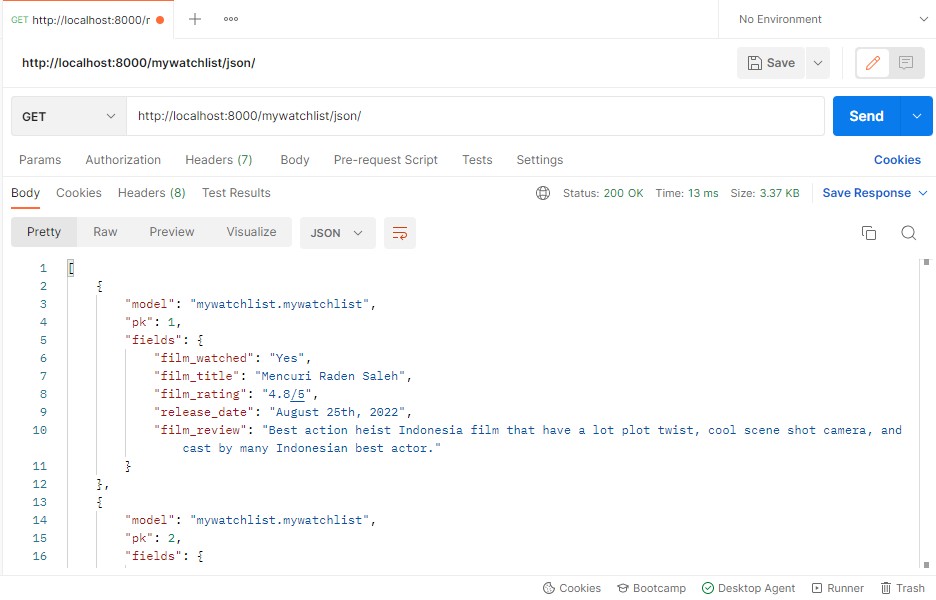 GET http://localhost:8000/r
No Environment
http://localhost:8000/mywatchlist/json/
Save
GET
http://localhost:8000/mywatchlist/json/
Send
Params Authorization Headers (7) Body Pre-request Script Tests Settings Cookies
Body Cookies Headers (8) Test Results Status: 200 OK Time: 13 ms Size: 3.37 KB Save Response
Pretty Raw Preview Visualize JSON
1 [
2 {
3 "model": "mywatchlist.mywatchlist",
4 "pk": 1,
5 "fields": {
6 "film_watched": "Yes",
7 "film_title": "Mencuri Raden Saleh",
8 "film_rating": "4.8/5",
9 "release_date": "August 25th, 2022",
10 "film_review": "Best action heist Indonesia film that have a lot plot twist, cool scene shot camera, and
cast by many Indonesian best actor."
11 }
12 },
13 {
14 "model": "mywatchlist.mywatchlist",
15 "pk": 2,
16 "fields": {
Cookies Bootcamp Desktop Agent Runner Trash